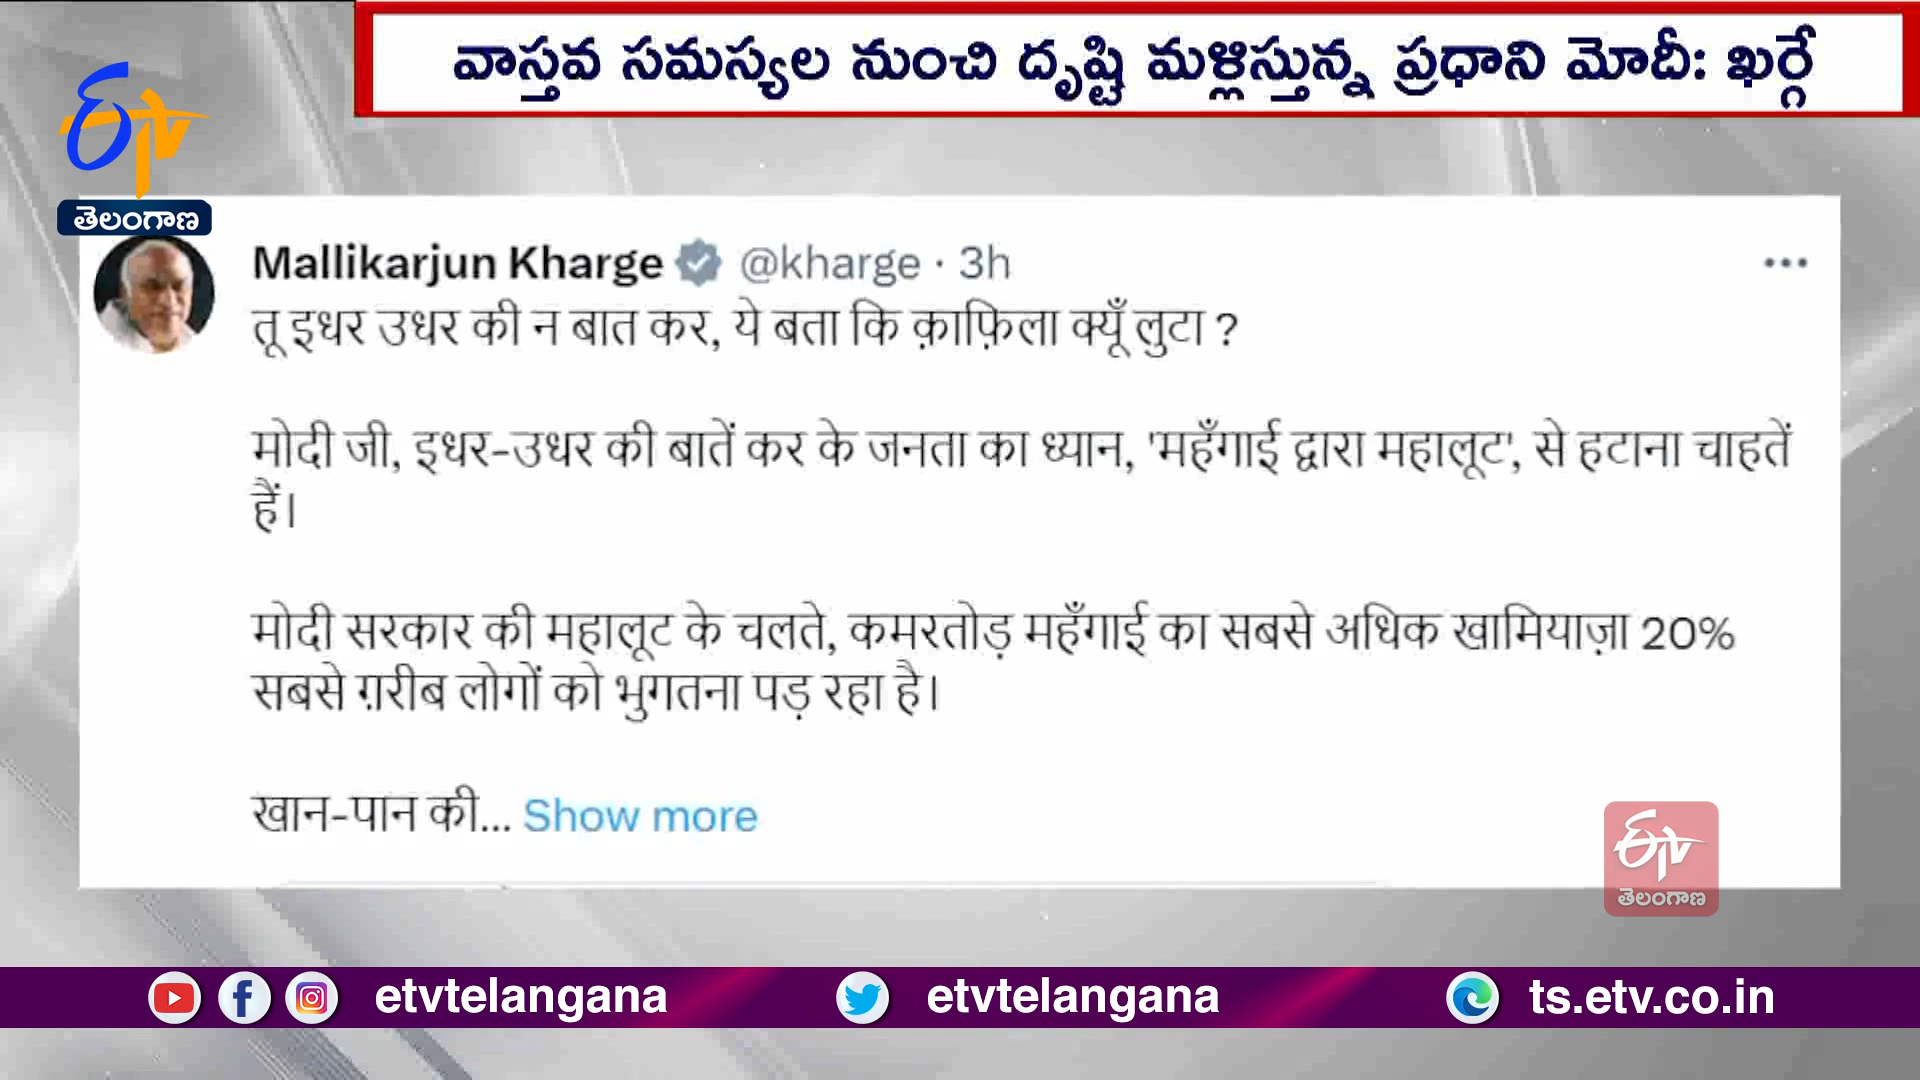 వాస్తవ సమస్యల నుంచి దృష్టి మళ్లిస్తున్న ప్రధాని మోదీ: ఖర్గే
ETV
తెలంగాణ
Mallikarjun Kharge @kharge · 3h
तू इधर उधर की न बात कर, ये बता कि क़ाफ़िला क्यूँ लुटा ?
मोदी जी, इधर-उधर की बातें कर के जनता का ध्यान, 'महँगाई द्वारा महालूट', से हटाना चाहतें
हैं।
मोदी सरकार की महालूट के चलते, कमरतोड़ महँगाई का सबसे अधिक खामियाज़ा 20%
सबसे ग़रीब लोगों को भुगतना पड़ रहा है।
खान-पान की... Show more
ETV
తెలంగాణ
etvtelangana
etvtelangana
ts.etv.co.in